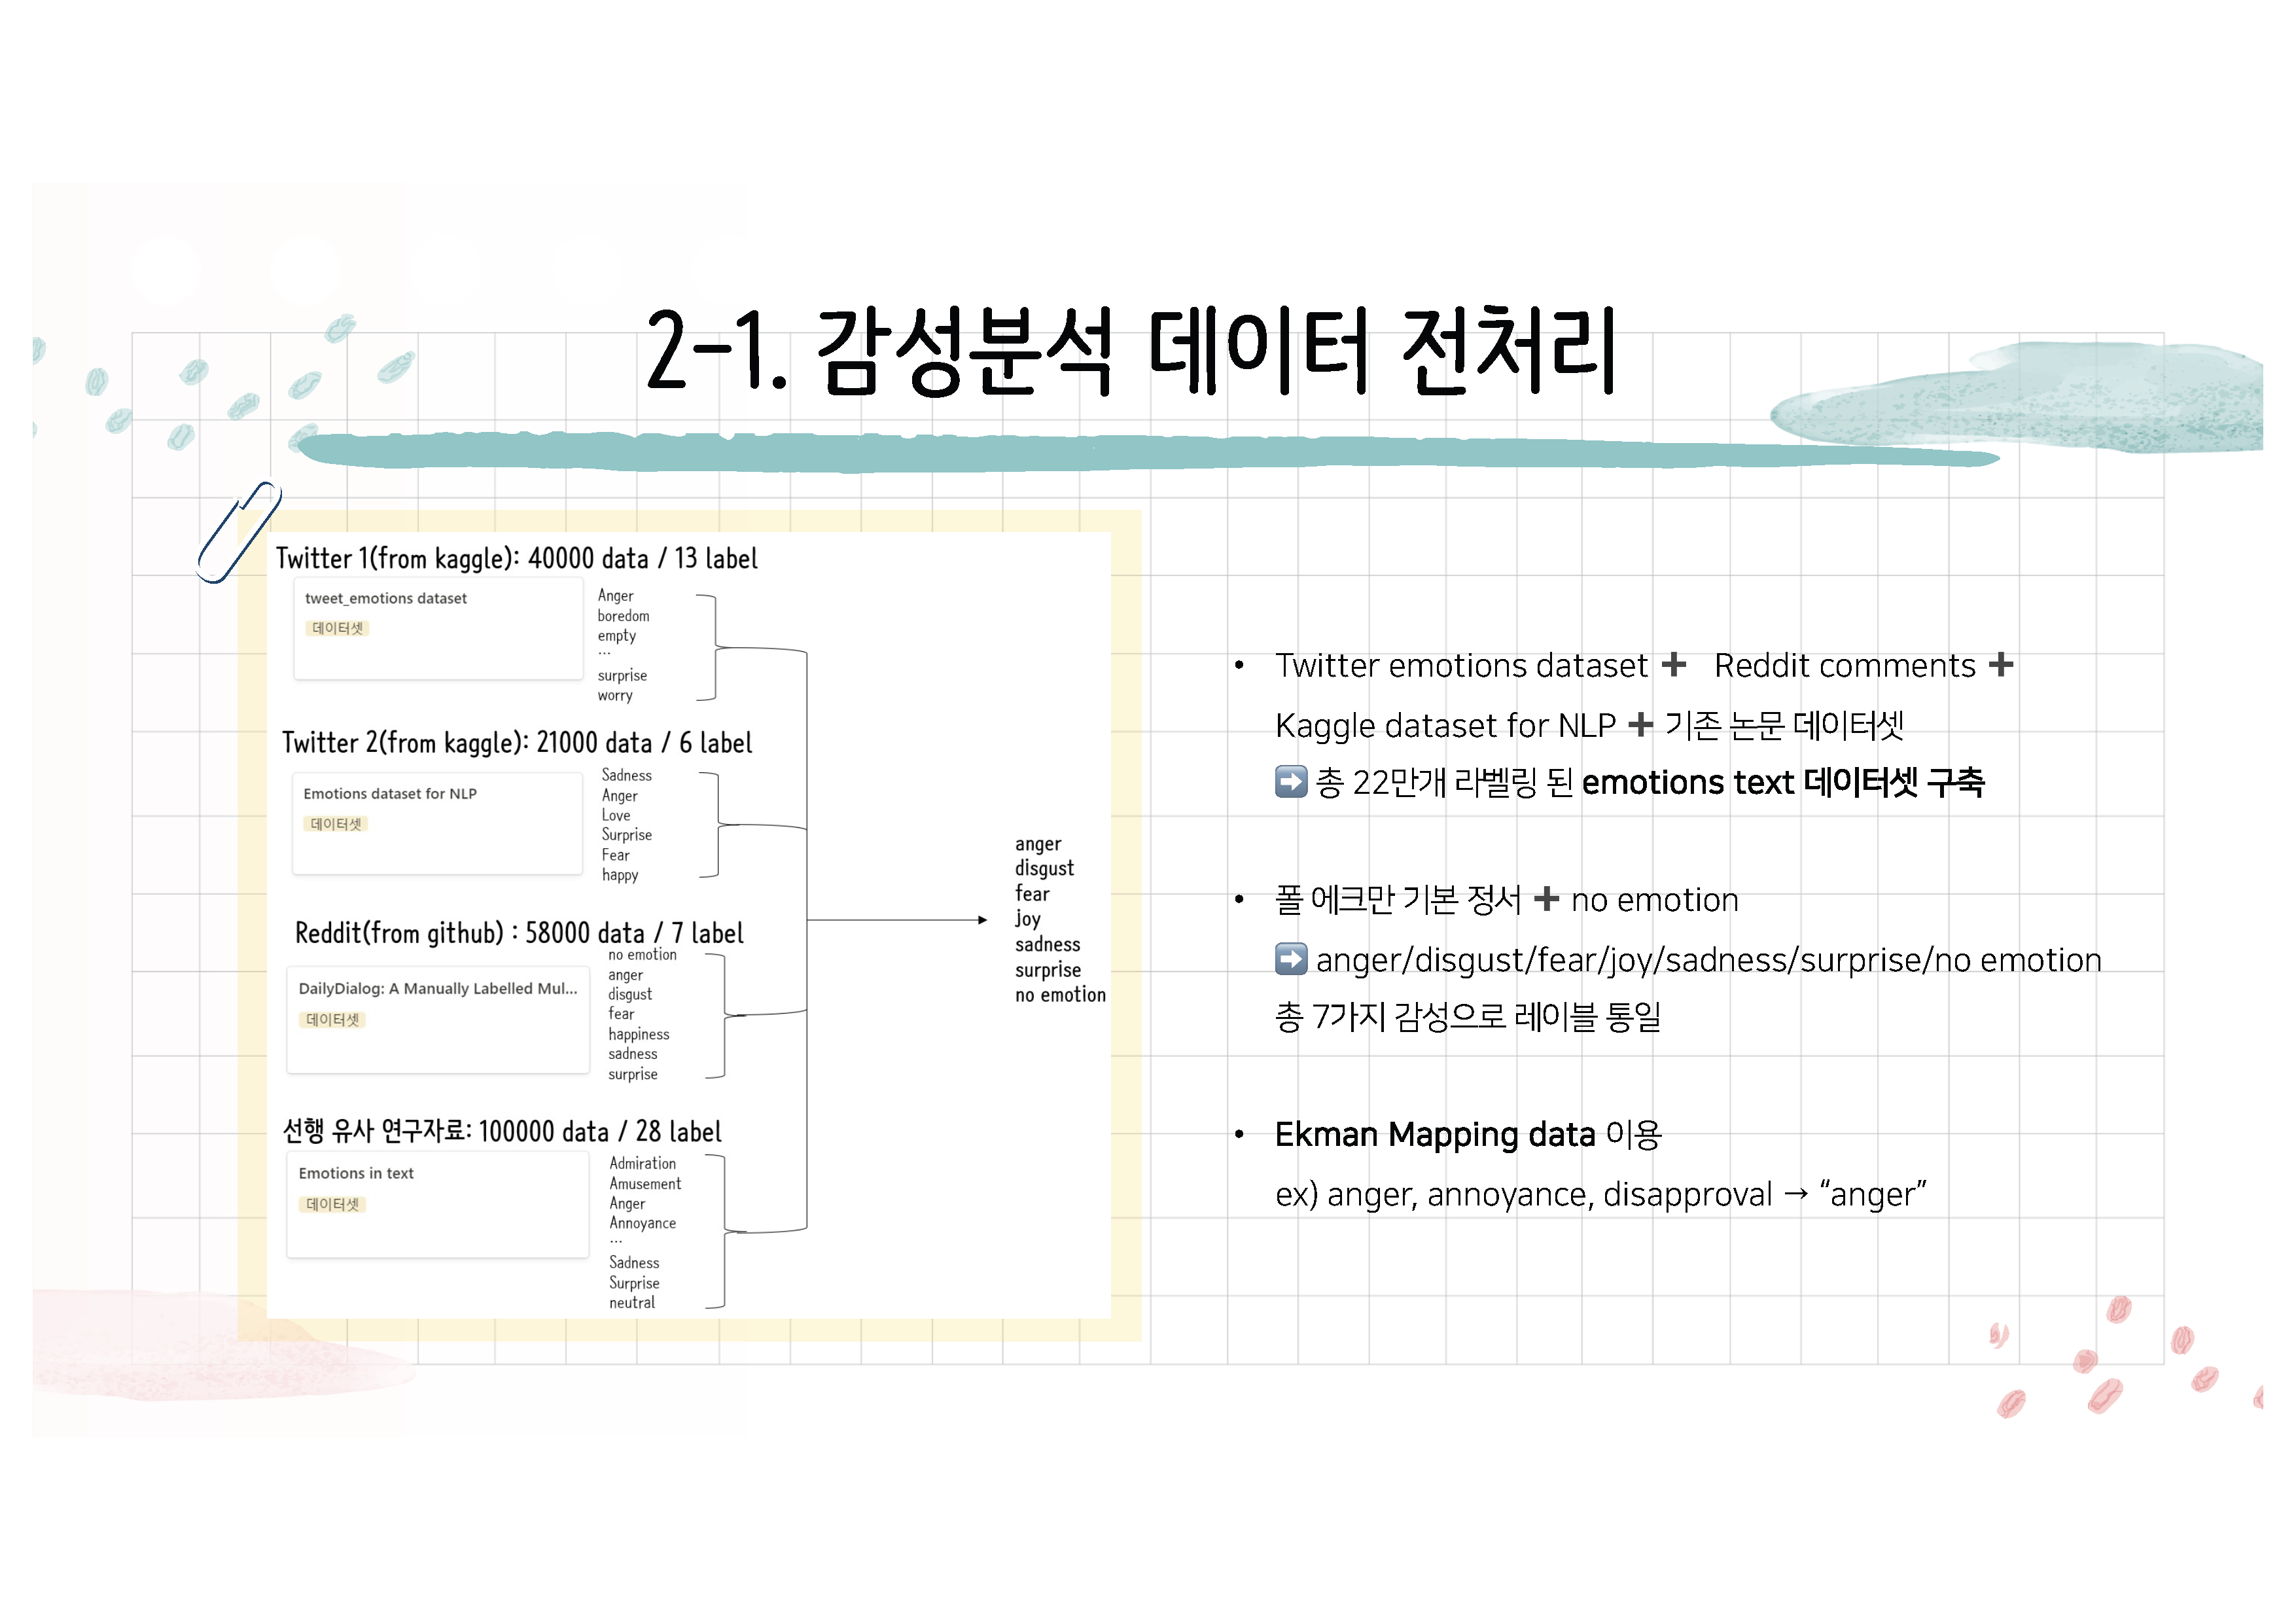 2-1. 감성분석 데이터 전처리
Twitter 1(from kaggle): 40000 data / 13 label
tweet_emotions dataset
데이터셋
Anger
boredom
empty
...
surprise
worry
Twitter 2(from kaggle): 21000 data / 6 label
Emotions dataset for NLP
데이터셋
Sadness
Anger
Love
Surprise
Fear
happy
Reddit(from github) : 58000 data / 7 label
DailyDialog: A Manually Labelled Mul...
데이터셋
no emotion
anger
disgust
fear
happiness
sadness
surprise
선행 유사 연구자료: 100000 data / 28 label
Emotions in text
데이터셋
Admiration
Amusement
Anger
Annoyance
...
Sadness
Surprise
neutral
anger
disgust
fear
joy
sadness
surprise
no emotion
• Twitter emotions dataset ➕ Reddit comments ➕
Kaggle dataset for NLP ➕ 기존 논문 데이터셋
➡ 총 22만개 라벨링 된 emotions text 데이터셋 구축
• 폴 에크만 기본 정서 ➕ no emotion
➡ anger/disgust/fear/joy/sadness/surprise/no emotion
총 7가지 감성으로 레이블 통일
• Ekman Mapping data 이용
ex) anger, annoyance, disapproval → “anger”